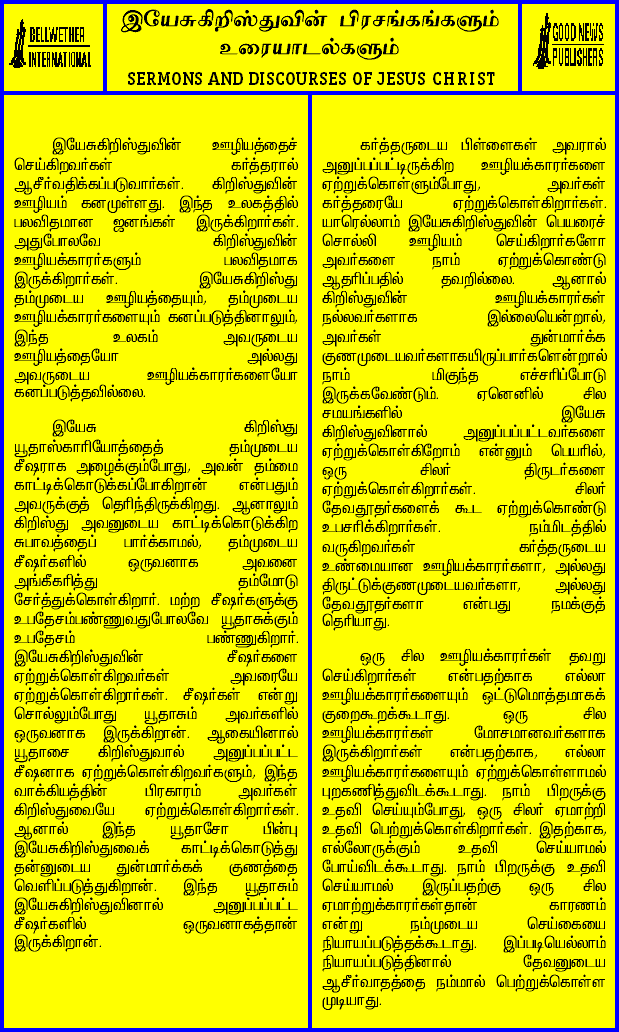 BELLWETHER
INTERNATIONAL
இயேசுகிறிஸ்துவின் பிரசங்கங்களும்
உரையாடல்களும்
SERMONS AND DISCOURSES OF JESUS CHRIST
GOOD NEWS
PUBLISHERS
இயேசுகிறிஸ்துவின் ஊழியத்தைச்
செய்கிறவர்கள் கர்த்தரால்
ஆசீர்வதிக்கப்படுவார்கள். கிறிஸ்துவின்
ஊழியம் கனமுள்ளது. இந்த உலகத்தில்
பலவிதமான ஜனங்கள் இருக்கிறார்கள்.
அதுபோலவே கிறிஸ்துவின்
ஊழியக்காரர்களும் பலவிதமாக
இருக்கிறார்கள். இயேசுகிறிஸ்து
தம்முடைய ஊழியத்தையும், தம்முடைய
ஊழியக்காரர்களையும் கனப்படுத்தினாலும்,
இந்த உலகம் அவருடைய
ஊழியத்தையோ அல்லது
அவருடைய ஊழியக்காரர்களையோ
கனப்படுத்தவில்லை.
இயேசு கிறிஸ்து
யூதாஸ்காரியோத்தைத் தம்முடைய
சீஷராக அழைக்கும்போது, அவன் தம்மை
காட்டிக்கொடுக்கப்போகிறான் என்பதும்
அவருக்குத் தெரிந்திருக்கிறது. ஆனாலும்
கிறிஸ்து அவனுடைய காட்டிக்கொடுக்கிற
சுபாவத்தைப் பார்க்காமல், தம்முடைய
சீஷர்களில் ஒருவனாக அவனை
அங்கீகரித்து தம்மோடு
சேர்த்துக்கொள்கிறார். மற்ற சீஷர்களுக்கு
உபதேசம்பண்ணுவதுபோலவே யூதாசுக்கும்
உபதேசம் பண்ணுகிறார்.
இயேசுகிறிஸ்துவின் சீஷர்களை
ஏற்றுக்கொள்கிறவர்கள் அவரையே
ஏற்றுக்கொள்கிறார்கள். சீஷர்கள் என்று
சொல்லும்போது யூதாசும் அவர்களில்
ஒருவனாக இருக்கிறான். ஆகையினால்
யூதாசை கிறிஸ்துவால் அனுப்பப்பட்ட
சீஷனாக ஏற்றுக்கொள்கிறவர்களும், இந்த
வாக்கியத்தின் பிரகாரம் அவர்கள்
கிறிஸ்துவையே ஏற்றுக்கொள்கிறார்கள்.
ஆனால் இந்த யூதாசோ பின்பு
இயேசுகிறிஸ்துவைக் காட்டிக்கொடுத்து
தன்னுடைய துன்மார்க்கக் குணத்தை
வெளிப்படுத்துகிறான். இந்த யூதாசும்
இயேசுகிறிஸ்துவினால் அனுப்பப்பட்ட
சீஷர்களில் ஒருவனாகத்தான்
இருக்கிறான்.
கர்த்தருடைய பிள்ளைகள் அவரால்
அனுப்பப்பட்டிருக்கிற ஊழியக்காரர்களை
ஏற்றுக்கொள்ளும்போது, அவர்கள்
கர்த்தரையே ஏற்றுக்கொள்கிறார்கள்.
யாரெல்லாம் இயேசுகிறிஸ்துவின் பெயரைச்
சொல்லி ஊழியம் செய்கிறார்களோ
அவர்களை நாம் ஏற்றுக்கொண்டு
ஆதரிப்பதில் தவறில்லை. ஆனால்
கிறிஸ்துவின் ஊழியக்காரர்கள்
நல்லவர்களாக இல்லையென்றால்,
அவர்கள் துன்மார்க்க
குணமுடையவர்களாகயிருப்பார்களென்றால்
நாம் மிகுந்த எச்சரிப்போடு
இருக்கவேண்டும். ஏனெனில் சில
சமயங்களில் இயேசு
கிறிஸ்துவினால் அனுப்பப்பட்டவர்களை
ஏற்றுக்கொள்கிறோம் என்னும் பெயரில்,
ஒரு சிலர் திருடர்களை
ஏற்றுக்கொள்கிறார்கள். சிலர்
தேவதூதர்களைக் கூட ஏற்றுக்கொண்டு
உபசரிக்கிறார்கள். நம்மிடத்தில்
வருகிறவர்கள் கர்த்தருடைய
உண்மையான ஊழியக்காரர்களா, அல்லது
திருட்டுக்குணமுடையவர்களா, அல்லது
தேவதூதர்களா என்பது நமக்குத்
தெரியாது.
ஒரு சில ஊழியக்காரர்கள் தவறு
செய்கிறார்கள் என்பதற்காக எல்லா
ஊழியக்காரர்களையும் ஒட்டுமொத்தமாகக்
குறைகூறக்கூடாது. ஒரு சில
ஊழியக்காரர்கள் மோசமானவர்களாக
இருக்கிறார்கள் என்பதற்காக, எல்லா
ஊழியக்காரர்களையும் ஏற்றுக்கொள்ளாமல்
புறகணித்துவிடக்கூடாது. நாம் பிறருக்கு
உதவி செய்யும்போது, ஒரு சிலர் ஏமாற்றி
உதவி பெற்றுக்கொள்கிறார்கள். இதற்காக,
எல்லோருக்கும் உதவி செய்யாமல்
போய்விடக்கூடாது. நாம் பிறருக்கு உதவி
செய்யாமல் இருப்பதற்கு ஒரு சில
ஏமாற்றுக்காரர்கள்தான் காரணம்
என்று நம்முடைய செய்கையை
நியாயப்படுத்தக்கூடாது. இப்படியெல்லாம்
நியாயப்படுத்தினால் தேவனுடைய
ஆசீர்வாதத்தை நம்மால் பெற்றுக்கொள்ள
முடியாது.